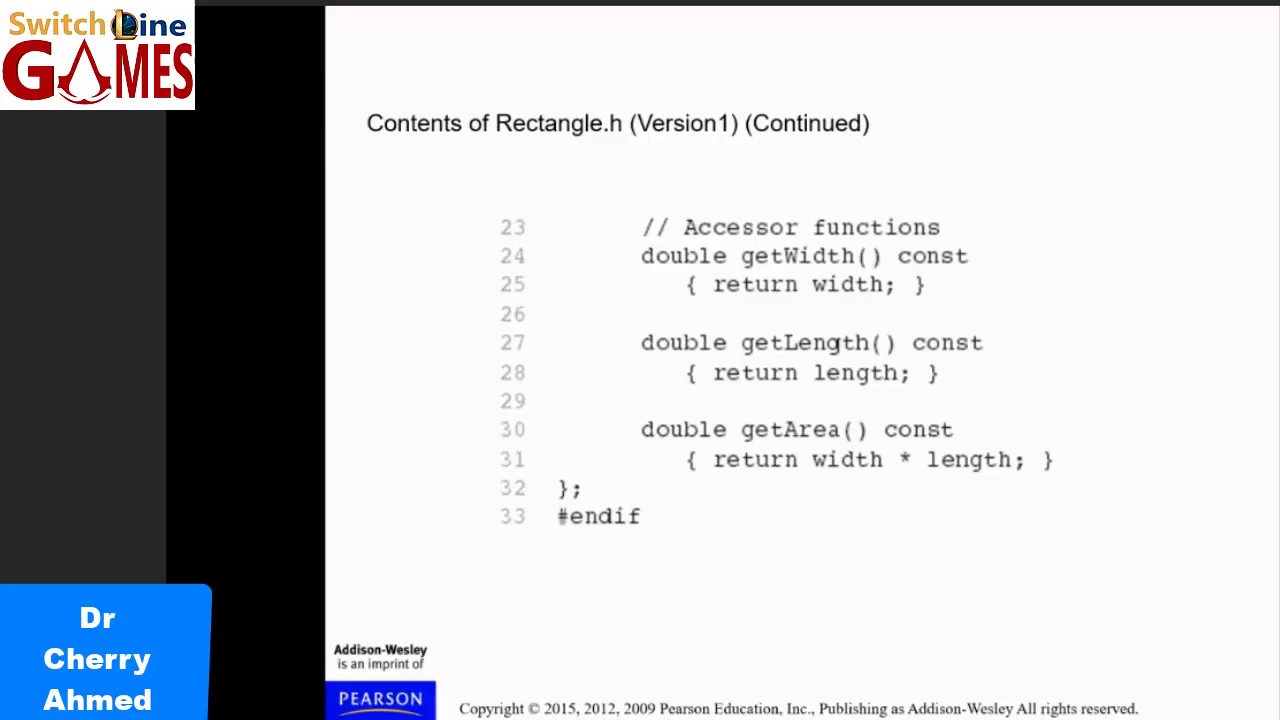 Switch Line
GAMES
Contents of Rectangle.h (Version1) (Continued)
23 // Accessor functions
24 double getWidth() const
25 { return width; }
26
27 double getLength() const
28 { return length; }
29
30 double getArea() const
31 { return width * length; }
32 };
33 #endif
Dr
Cherry
Ahmed
Addison-Wesley
is an imprint of
PEARSON
Copyright © 2015, 2012, 2009 Pearson Education, Inc., Publishing as Addison-Wesley All rights reserved.